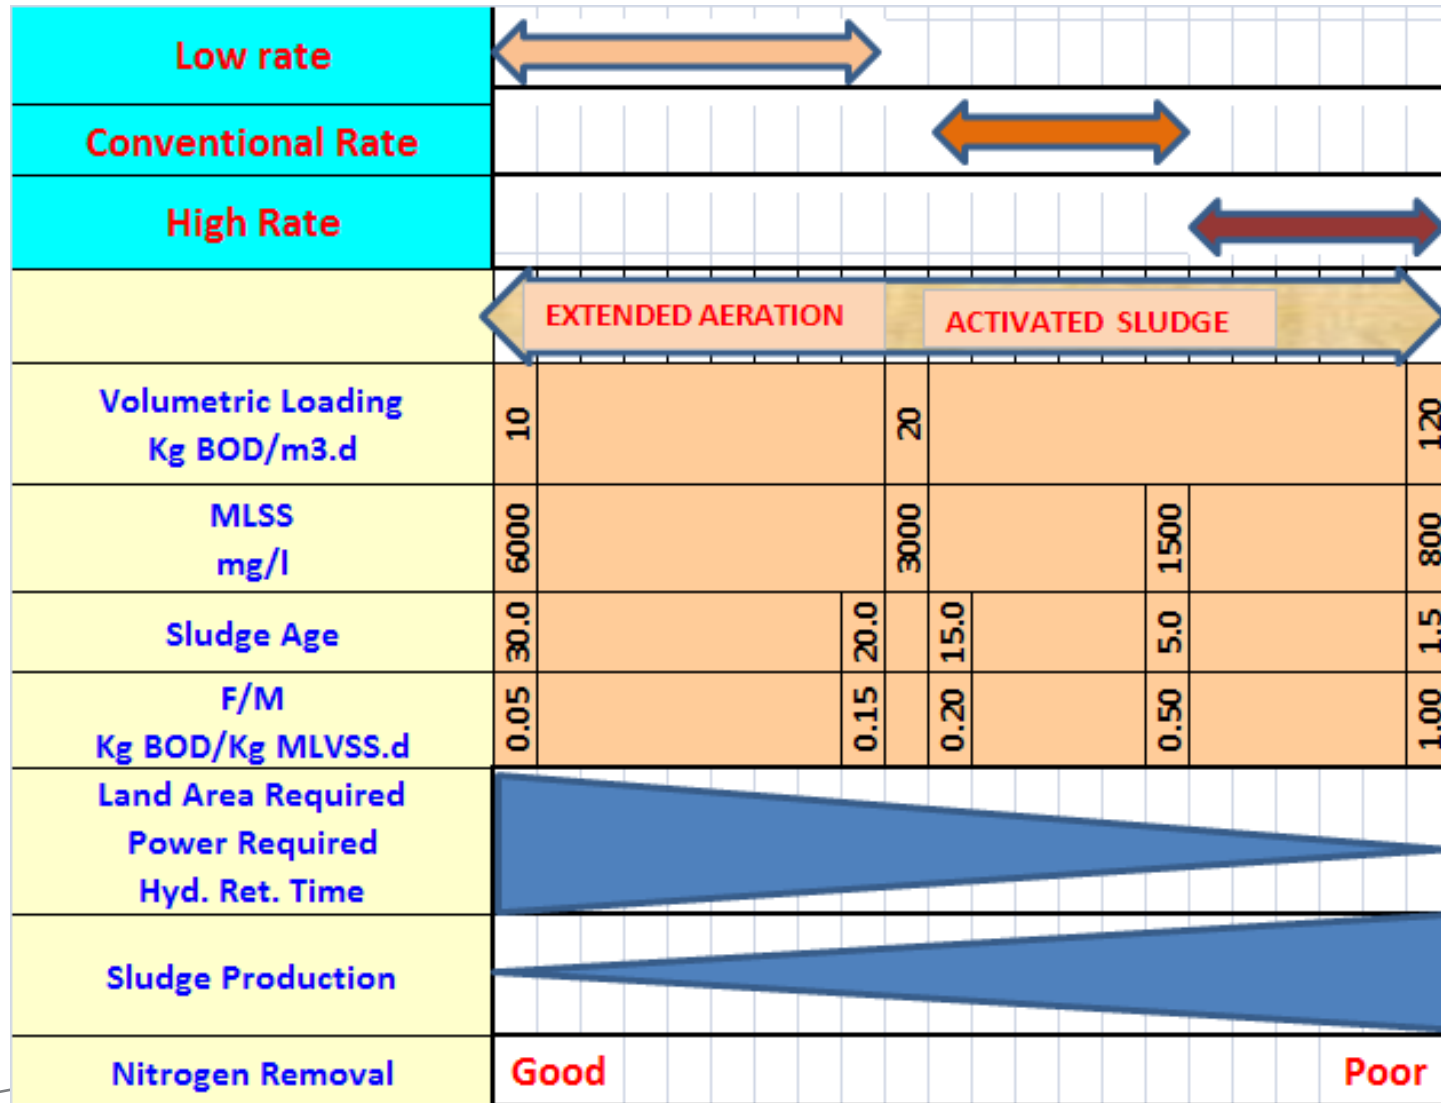 Low rate
Conventional Rate
High Rate
EXTENDED AERATION
ACTIVATED SLUDGE
Volumetric Loading
Kg BOD/m3.d
10
20
120
MLSS
mg/l
6000
3000
1500
800
Sludge Age
30.0
20.0
15.0
5.0
1.5
F/M
Kg BOD/Kg MLVSS.d
0.05
0.15
0.20
0.50
1.00
Land Area Required
Power Required
Hyd. Ret. Time
Sludge Production
Nitrogen Removal
Good
Poor